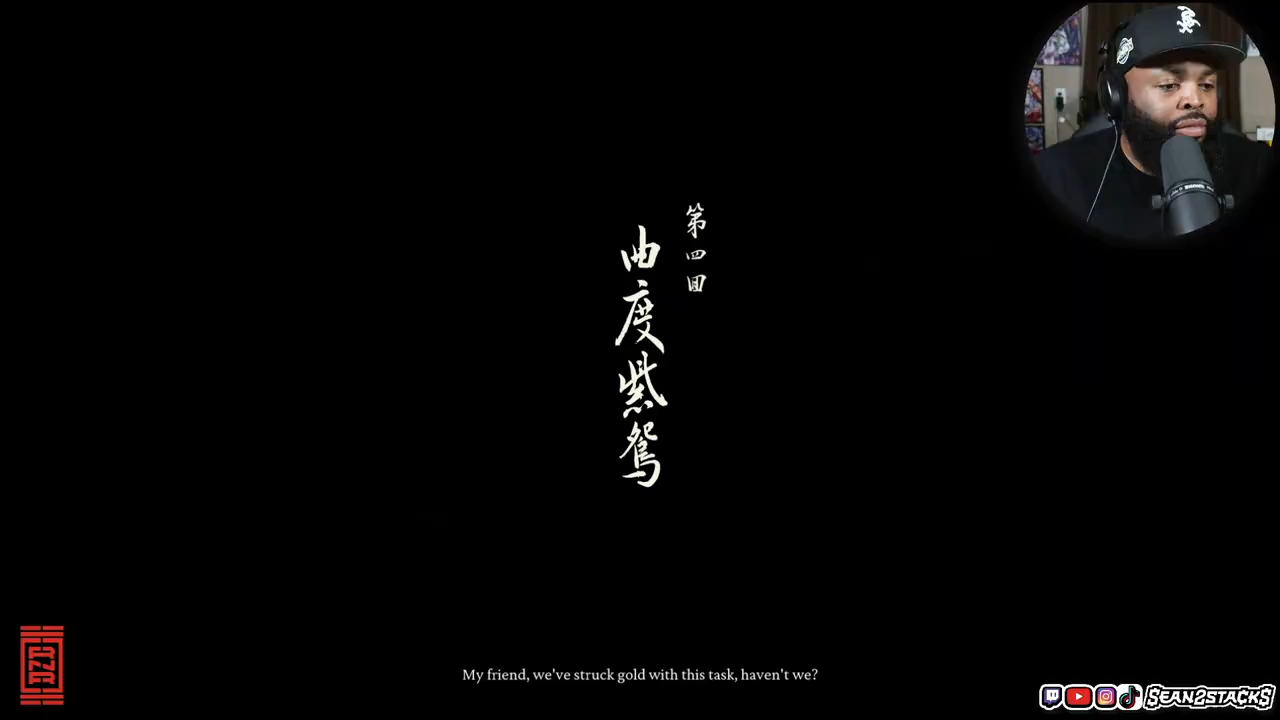 第四回
曲度紫鸳
My friend, we've struck gold with this task, haven't we?
SEAN2STACKS